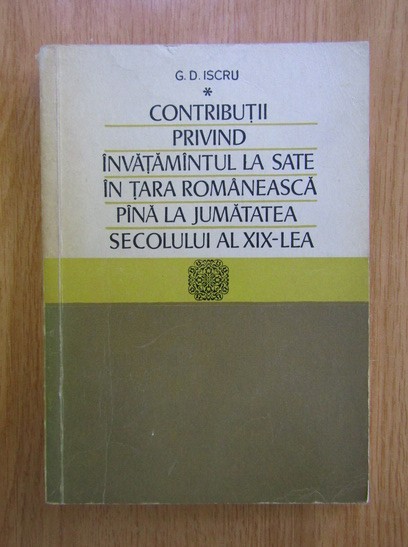 G. D. ISCRU
*
CONTRIBUȚII
PRIVIND
ÎNVĂȚĂMÎNTUL LA SATE
ÎN ȚARA ROMÂNEASCĂ
PÎNĂ LA JUMĂTATEA
SECOLULUI AL XIX-LEA